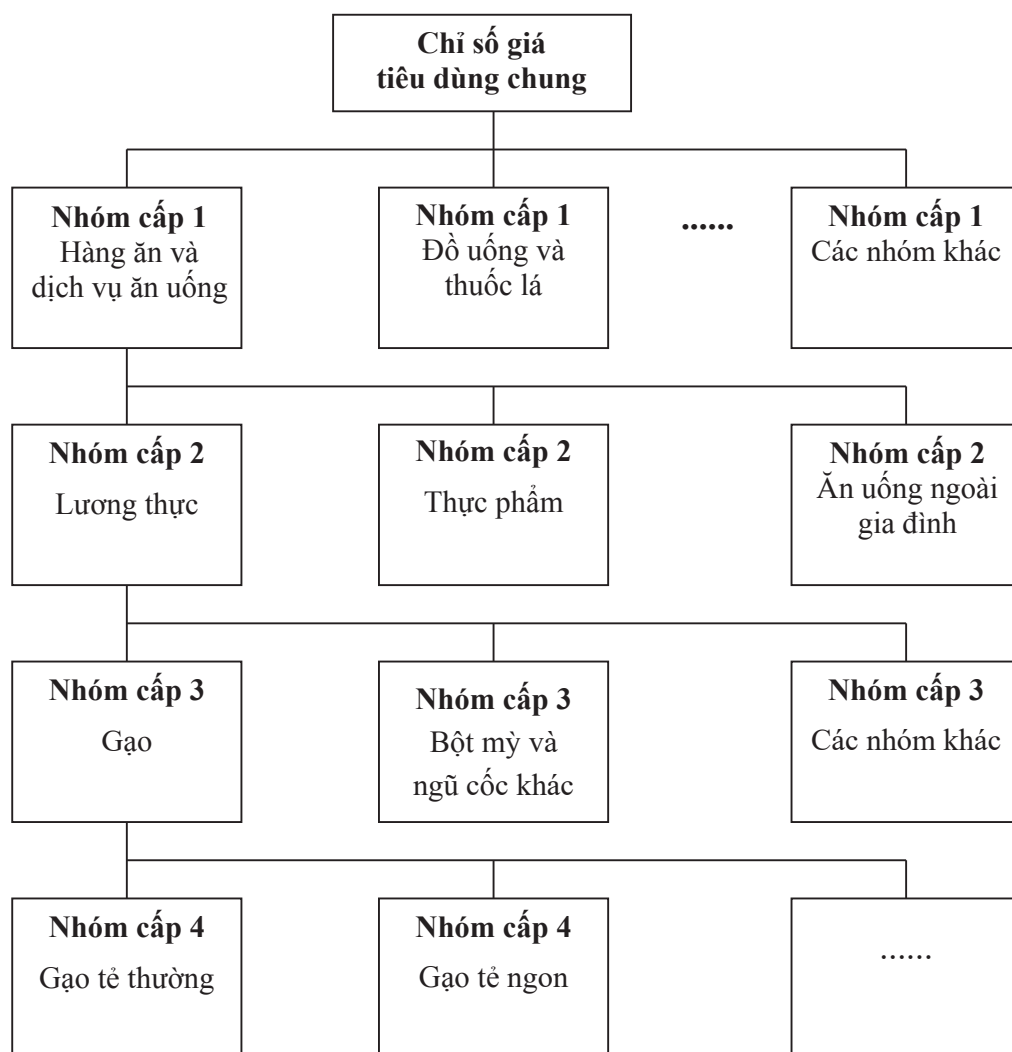 Chỉ số giá
tiêu dùng chung
Nhóm cấp 1
Hàng ăn và
dịch vụ ăn uống
Nhóm cấp 1
Đồ uống và
thuốc lá
......
Nhóm cấp 1
Các nhóm khác
Nhóm cấp 2
Lương thực
Nhóm cấp 2
Thực phẩm
Nhóm cấp 2
Ăn uống ngoài
gia đình
Nhóm cấp 3
Gạo
Nhóm cấp 3
Bột mỳ và
ngũ cốc khác
Nhóm cấp 3
Các nhóm khác
Nhóm cấp 4
Gạo tẻ thường
Nhóm cấp 4
Gạo tẻ ngon
......